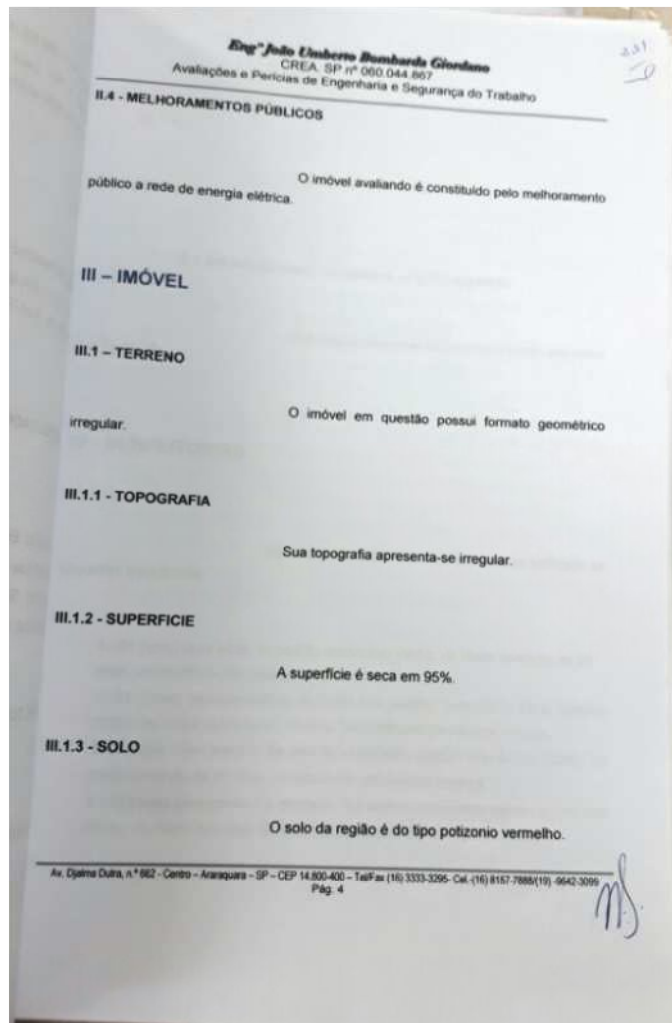 Engº João Umberto Bombarda Giordano
CREA. SP nº 060.044.867
Avaliações e Perícias de Engenharia e Segurança do Trabalho
II.4 - MELHORAMENTOS PÚBLICOS
O imóvel avaliando é constituído pelo melhoramento
público a rede de energia elétrica.
III – IMÓVEL
III.1 – TERRENO
O imóvel em questão possui formato geométrico
irregular.
III.1.1 - TOPOGRAFIA
Sua topografia apresenta-se irregular.
III.1.2 - SUPERFICIE
A superfície é seca em 95%.
III.1.3 - SOLO
O solo da região é do tipo potizonio vermelho.
Av. Djalma Dutra, n.º 662 - Centro – Araraquara – SP – CEP 14.800-400 – Tel/Fax (16) 3333-3295- Cel.-(16) 8157-7888/(19) -9642-3099
Pág. 4